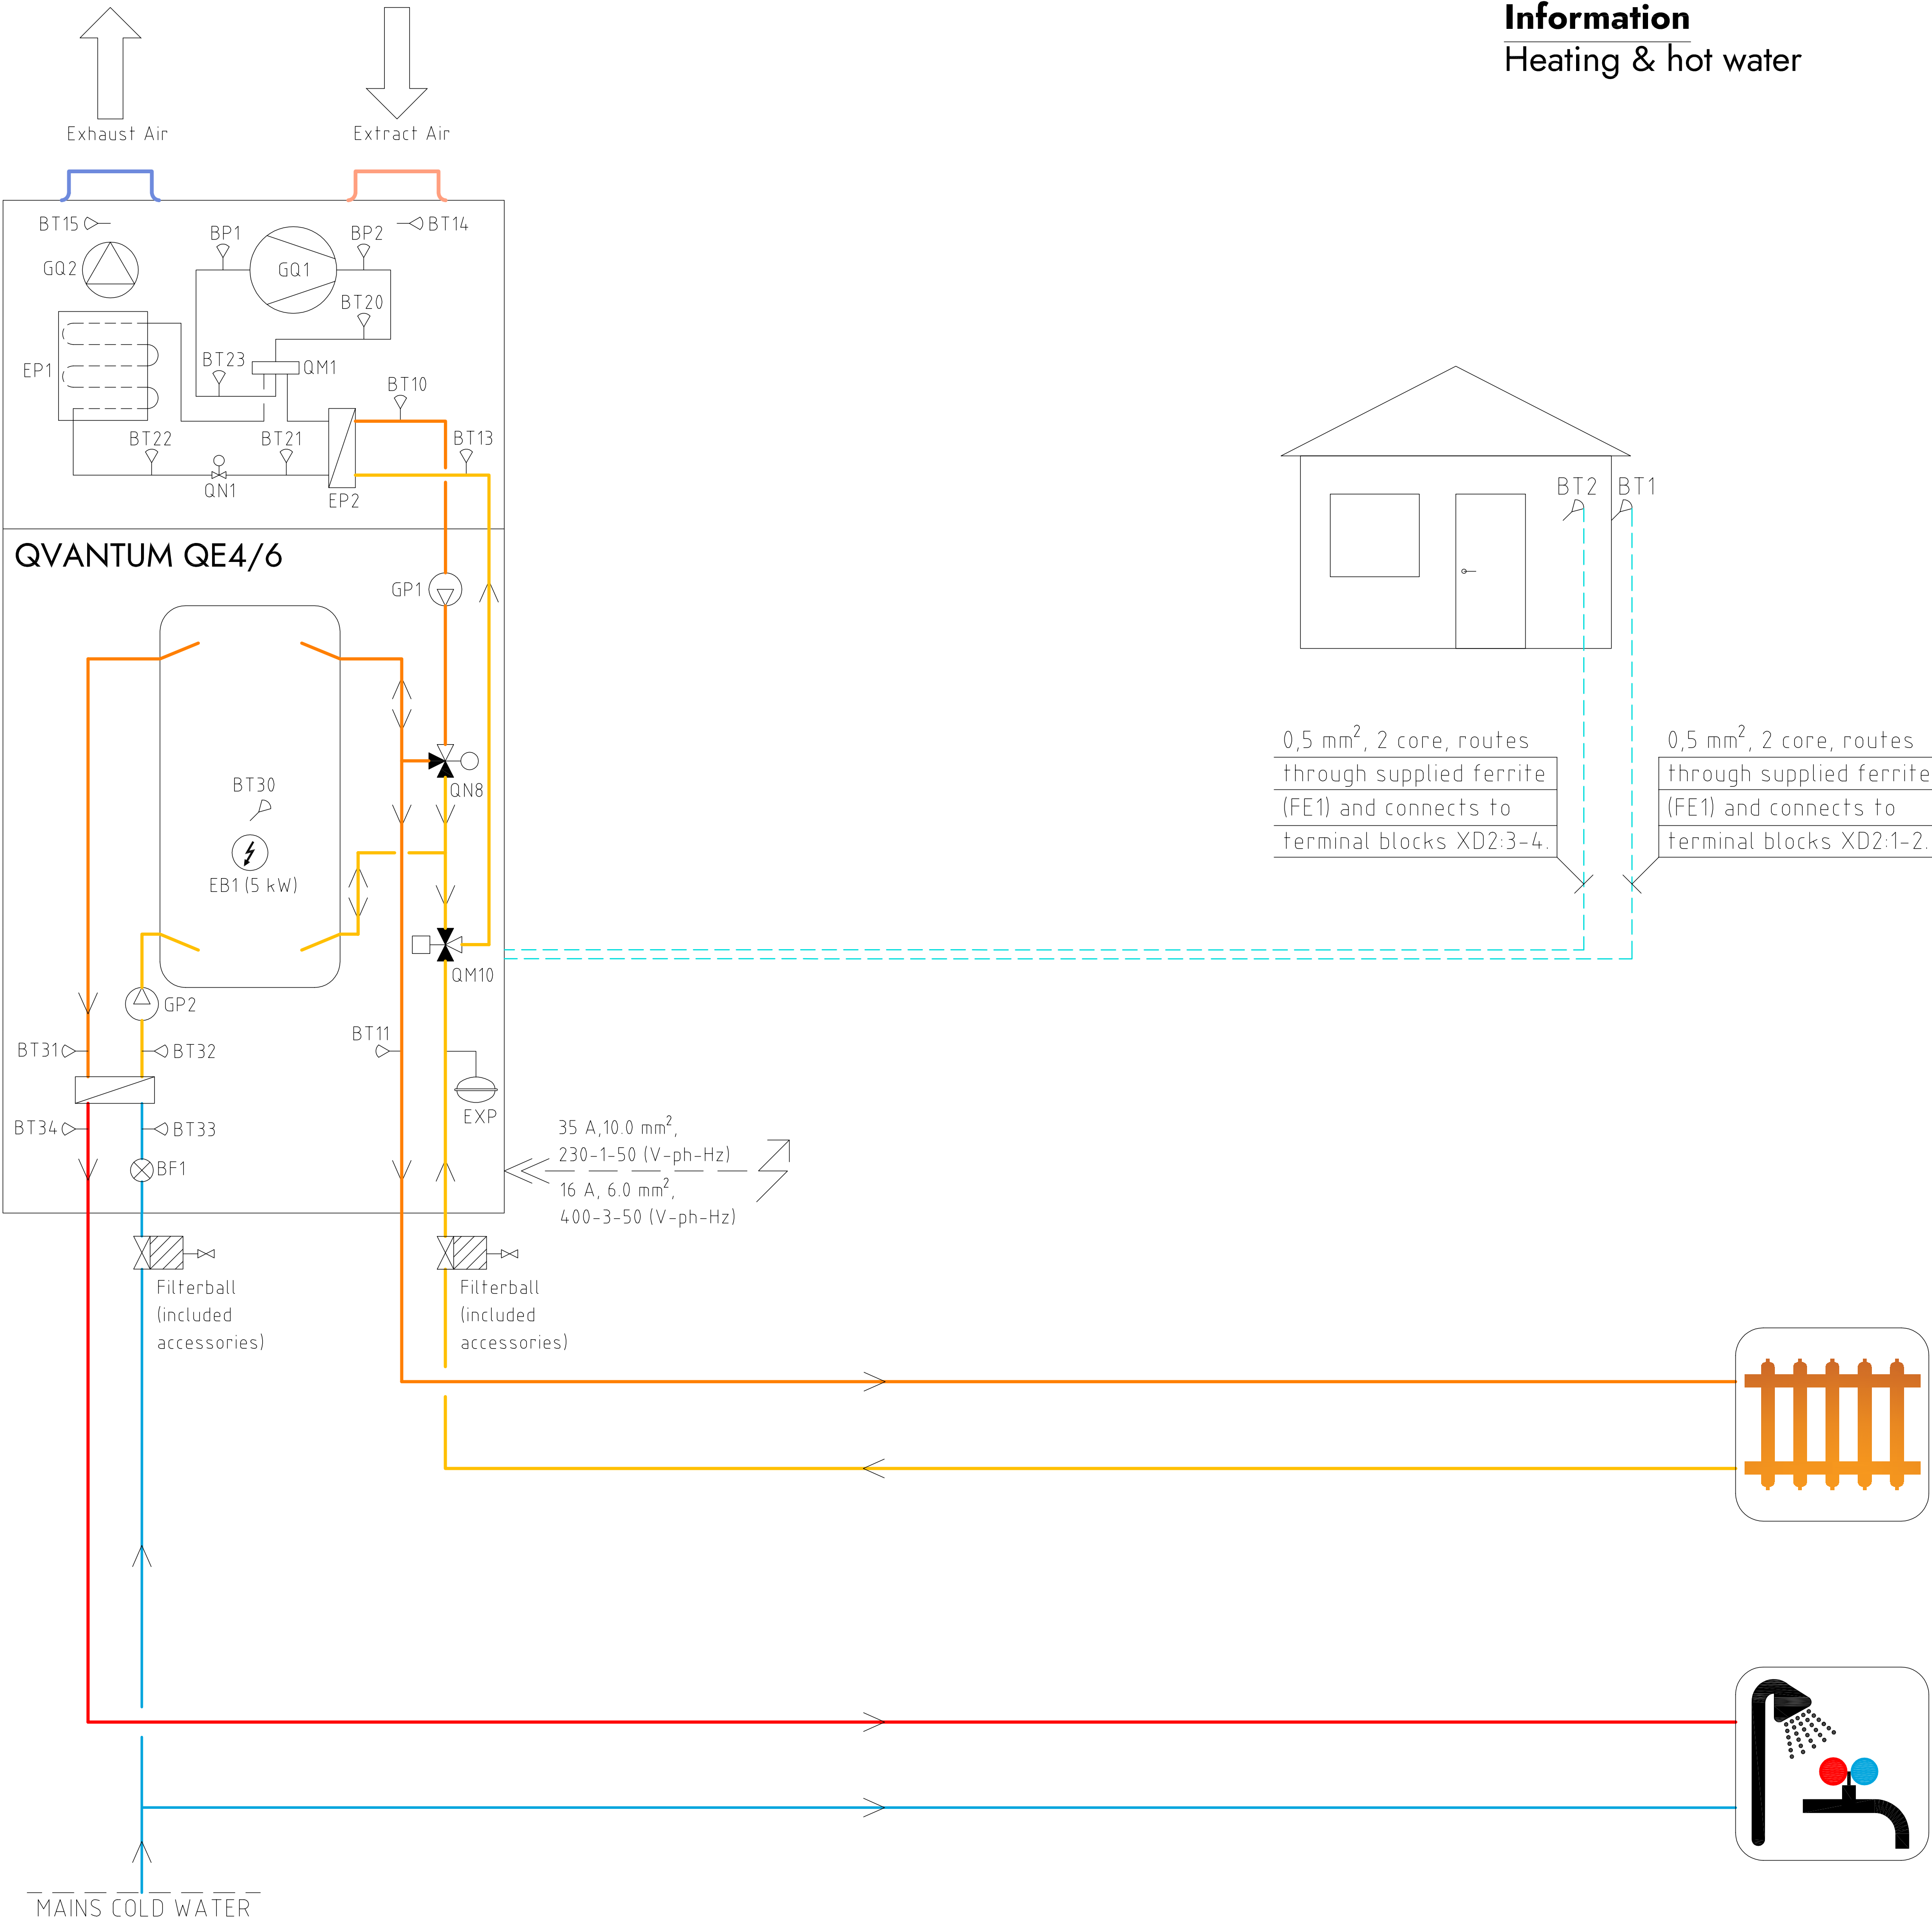 Information
Heating & hot water
Exhaust Air
Extract Air
BT15
BT14
BP1
BP2
GQ2
GQ1
BT20
BT23
QM1
EP1
BT10
BT22
BT21
BT13
QN1
EP2
QVANTUM QE4/6
GP1
BT30
EB1 (5 kW)
QN8
QM10
GP2
BT31
BT32
BT11
EXP
BT34
BT33
BF1
BT2
BT1
0,5 mm², 2 core, routes
through supplied ferrite
(FE1) and connects to
terminal blocks XD2:3-4.
0,5 mm², 2 core, routes
through supplied ferrite
(FE1) and connects to
terminal blocks XD2:1-2.
35 A,10.0 mm²,
230-1-50 (V-ph-Hz)
16 A, 6.0 mm²,
400-3-50 (V-ph-Hz)
Filterball
(included
accessories)
Filterball
(included
accessories)
MAINS COLD WATER